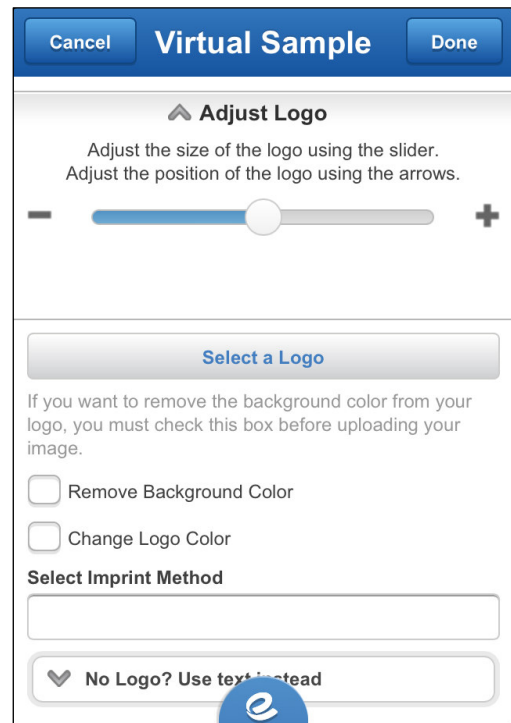 Cancel Virtual Sample Done
Adjust Logo
Adjust the size of the logo using the slider.
Adjust the position of the logo using the arrows.
Select a Logo
If you want to remove the background color from your
logo, you must check this box before uploading your
image.
Remove Background Color
Change Logo Color
Select Imprint Method
No Logo? Use text instead
e